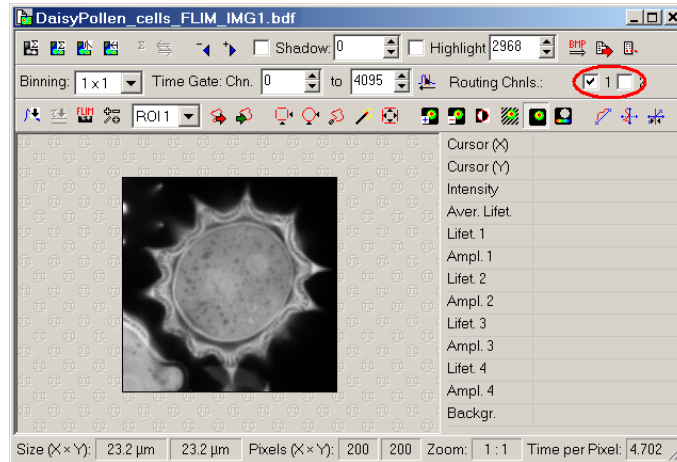 DaisyPollen_cells_FLIM_IMG1.bdf
Shadow: 0 Highlight 2968 BMP
Binning: 1 x 1 Time Gate: Chn. 0 to 4095 Routing Chnls.: 1
FLIM ROI 1
Cursor (X)
Cursor (Y)
Intensity
Aver. Lifet.
Lifet. 1
Ampl. 1
Lifet. 2
Ampl. 2
Lifet. 3
Ampl. 3
Lifet. 4
Ampl. 4
Backgr.
Size (X × Y): 23.2 µm 23.2 µm Pixels (X × Y): 200 200 Zoom: 1 : 1 Time per Pixel: 4.702